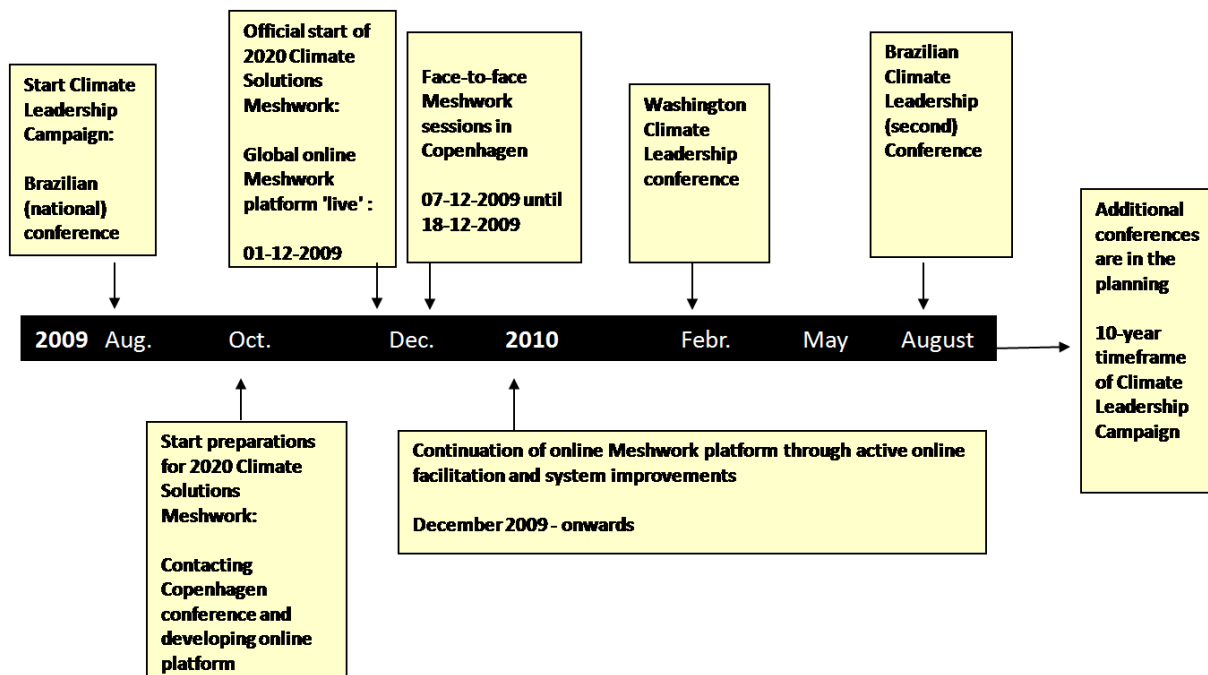 Start Climate
Leadership
Campaign:
Brazilian
(national)
conference
Official start of
2020 Climate
Solutions
Meshwork:
Global online
Meshwork
platform 'live' :
01-12-2009
Face-to-face
Meshwork
sessions in
Copenhagen
07-12-2009 until
18-12-2009
Washington
Climate
Leadership
conference
Brazilian
Climate
Leadership
(second)
Conference
Additional
conferences
are in the
planning
10-year
timeframe
of Climate
Leadership
Campaign
2009 Aug. Oct. Dec. 2010 Febr. May August
Start preparations
for 2020 Climate
Solutions
Meshwork:
Contacting
Copenhagen
conference and
developing online
platform
Continuation of online Meshwork platform through active online
facilitation and system improvements
December 2009 - onwards